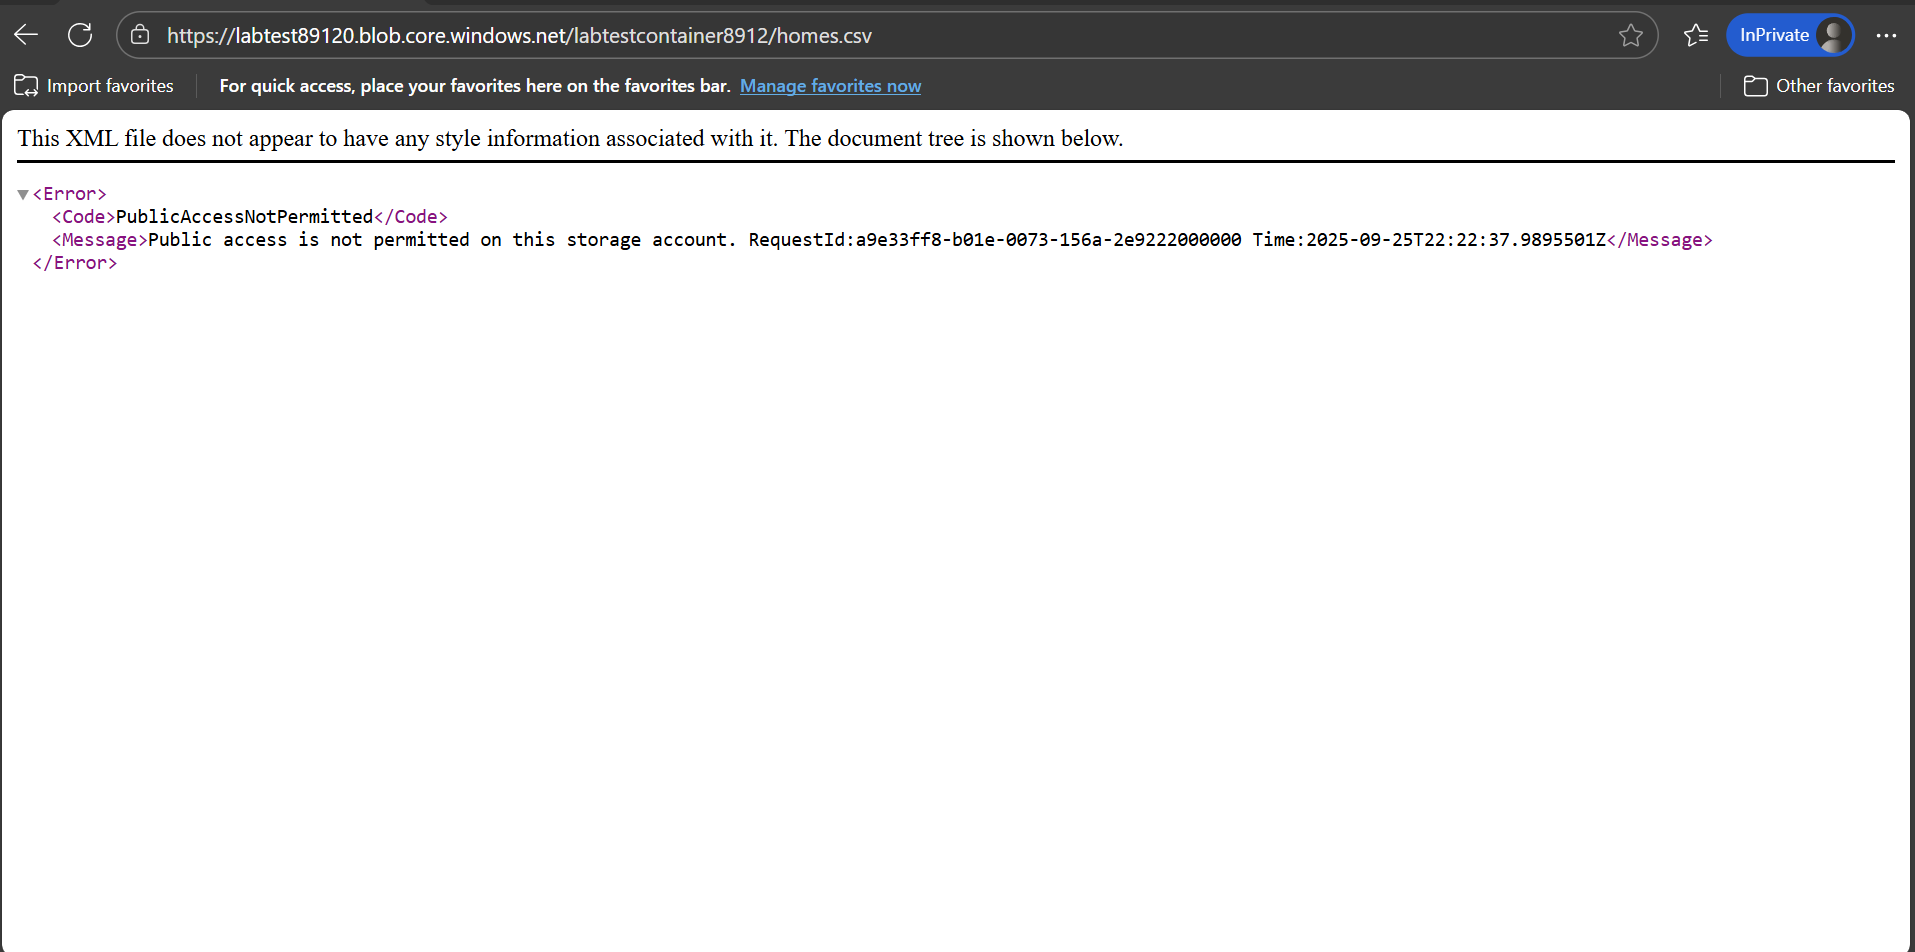 https://labtest89120.blob.core.windows.net/labtestcontainer8912/homes.csv
InPrivate
Import favorites
For quick access, place your favorites here on the favorites bar. Manage favorites now
Other favorites
This XML file does not appear to have any style information associated with it. The document tree is shown below.
<Error>
<Code>PublicAccessNotPermitted</Code>
<Message>Public access is not permitted on this storage account. RequestId:a9e33ff8-b01e-0073-156a-2e9222000000 Time:2025-09-25T22:22:37.9895501Z</Message>
</Error>